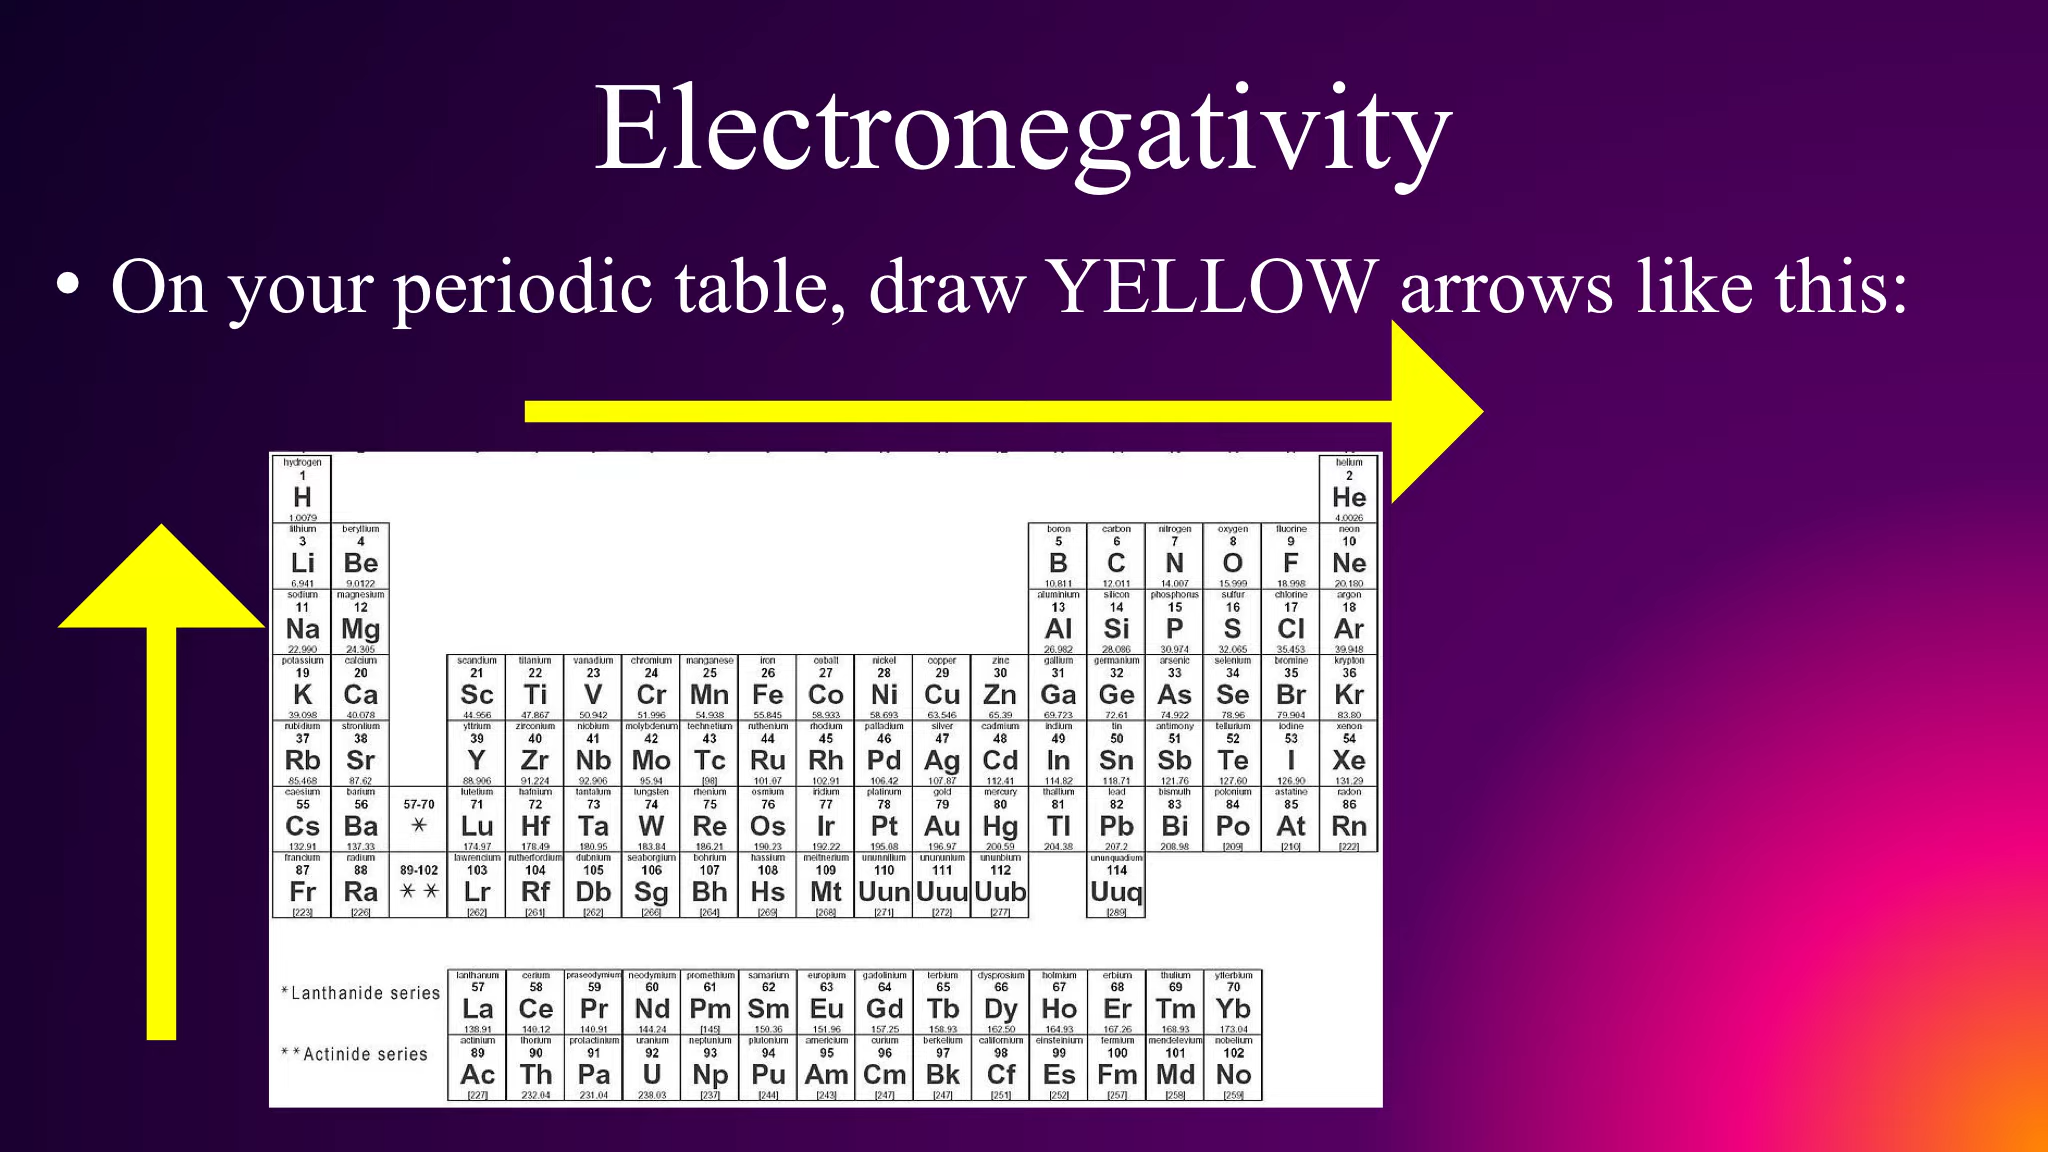 Electronegativity
• On your periodic table, draw YELLOW arrows like this:
hydrogen helium
1 2
H He
1.0079 4.0026
lithium beryllium boron carbon nitrogen oxygen fluorine neon
3 4 5 6 7 8 9 10
Li Be B C N O F Ne
6.941 9.0122 10.811 12.011 14.007 15.999 18.998 20.180
sodium magnesium aluminium silicon phosphorus sulfur chlorine argon
11 12 13 14 15 16 17 18
Na Mg Al Si P S Cl Ar
22.990 24.305 26.982 28.086 30.974 32.065 35.453 39.948
potassium calcium scandium titanium vanadium chromium manganese iron cobalt nickel copper zinc gallium germanium arsenic selenium bromine krypton
19 20 21 22 23 24 25 26 27 28 29 30 31 32 33 34 35 36
K Ca Sc Ti V Cr Mn Fe Co Ni Cu Zn Ga Ge As Se Br Kr
39.098 40.078 44.956 47.867 50.942 51.996 54.938 55.845 58.933 58.693 63.546 65.39 69.723 72.61 74.922 78.96 79.904 83.80
rubidium strontium yttrium zirconium niobium molybdenum technetium ruthenium rhodium palladium silver cadmium indium tin antimony tellurium iodine xenon
37 38 39 40 41 42 43 44 45 46 47 48 49 50 51 52 53 54
Rb Sr Y Zr Nb Mo Tc Ru Rh Pd Ag Cd In Sn Sb Te I Xe
85.468 87.62 88.906 91.224 92.906 95.94 [98] 101.07 102.91 106.42 107.87 112.41 114.82 118.71 121.76 127.60 126.90 131.29
caesium barium lutetium hafnium tantalum tungsten rhenium osmium iridium platinum gold mercury thallium lead bismuth polonium astatine radon
55 56 57-70 71 72 73 74 75 76 77 78 79 80 81 82 83 84 85 86
Cs Ba * Lu Hf Ta W Re Os Ir Pt Au Hg Tl Pb Bi Po At Rn
132.91 137.33 174.97 178.49 180.95 183.84 186.21 190.23 192.22 195.08 196.97 200.59 204.38 207.2 208.98 [209] [210] [222]
francium radium lawrencium rutherfordium dubnium seaborgium bohrium hassium meitnerium ununnilium unununium ununbium ununquadium
87 88 89-102 103 104 105 106 107 108 109 110 111 112 114
Fr Ra * * Lr Rf Db Sg Bh Hs Mt Uun Uuu Uub Uuq
[223] [226] [262] [261] [262] [266] [264] [269] [268] [271] [272] [277] [289]
lanthanum cerium praseodymium neodymium promethium samarium europium gadolinium terbium dysprosium holmium erbium thulium ytterbium
*Lanthanide series 57 58 59 60 61 62 63 64 65 66 67 68 69 70
La Ce Pr Nd Pm Sm Eu Gd Tb Dy Ho Er Tm Yb
138.91 140.12 140.91 144.24 [145] 150.36 151.96 157.25 158.93 162.50 164.93 167.26 168.93 173.04
actinium thorium protactinium uranium neptunium plutonium americium curium berkelium californium einsteinium fermium mendelevium nobelium
**Actinide series 89 90 91 92 93 94 95 96 97 98 99 100 101 102
Ac Th Pa U Np Pu Am Cm Bk Cf Es Fm Md No
[227] 232.04 231.04 238.03 [237] [244] [243] [247] [247] [251] [252] [257] [258] [259]